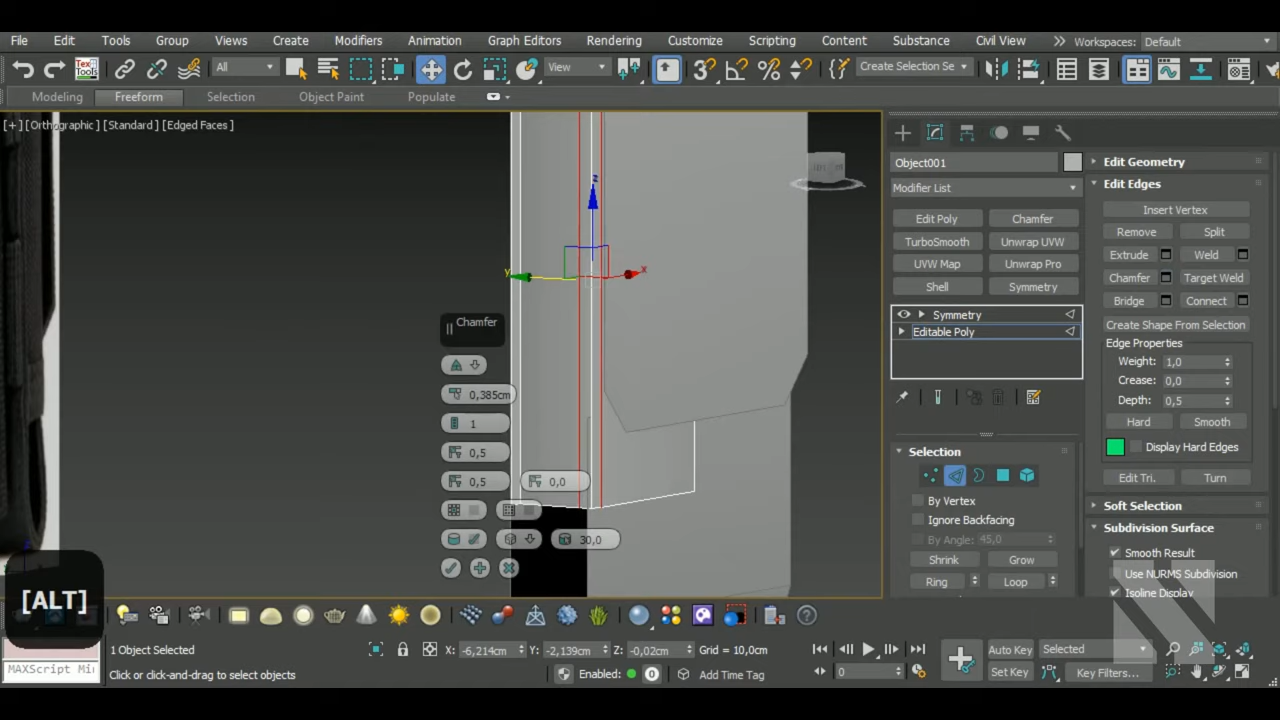 File Edit Tools Group Views Create Modifiers Animation Graph Editors Rendering Customize Scripting Content Substance Civil View Workspaces: Default
Tex Tools All View Create Selection Se
Modeling Freeform Selection Object Paint Populate
[+] [Orthographic ] [Standard ] [Edged Faces ]
Object001
Modifier List
Edit Poly Chamfer
TurboSmooth Unwrap UVW
UVW Map Unwrap Pro
Shell Symmetry
Symmetry
Editable Poly
Selection
By Vertex
Ignore Backfacing
By Angle: 45,0
Shrink Grow
Ring Loop
Edit Geometry
Edit Edges
Insert Vertex
Remove Split
Extrude Weld
Chamfer Target Weld
Bridge Connect
Create Shape From Selection
Edge Properties
Weight: 1,0
Crease: 0,0
Depth: 0,5
Hard Smooth
Display Hard Edges
Edit Tri. Turn
Soft Selection
Subdivision Surface
Smooth Result
Use NURMS Subdivision
Isoline Display
z
y
x
Chamfer
0,385cm
1
0,5
0,5 0,0
30,0
[ALT]
1 Object Selected X: -6,214cm Y: -2,139cm Z: -0,02cm Grid = 10,0cm Auto Key Selected
MAXScript Mi Click or click-and-drag to select objects Enabled: 0 Add Time Tag 0 Set Key Key Filters...